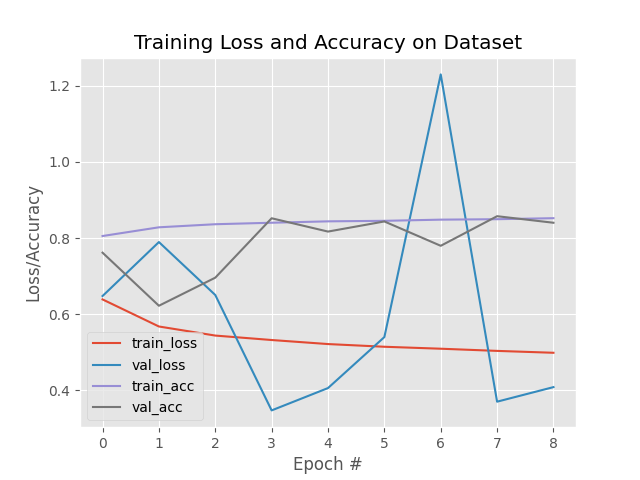 Training Loss and Accuracy on Dataset
Loss/Accuracy
1.2
1.0
0.8
0.6
0.4
train_loss
val_loss
train_acc
val_acc
0 1 2 3 4 5 6 7 8
Epoch #